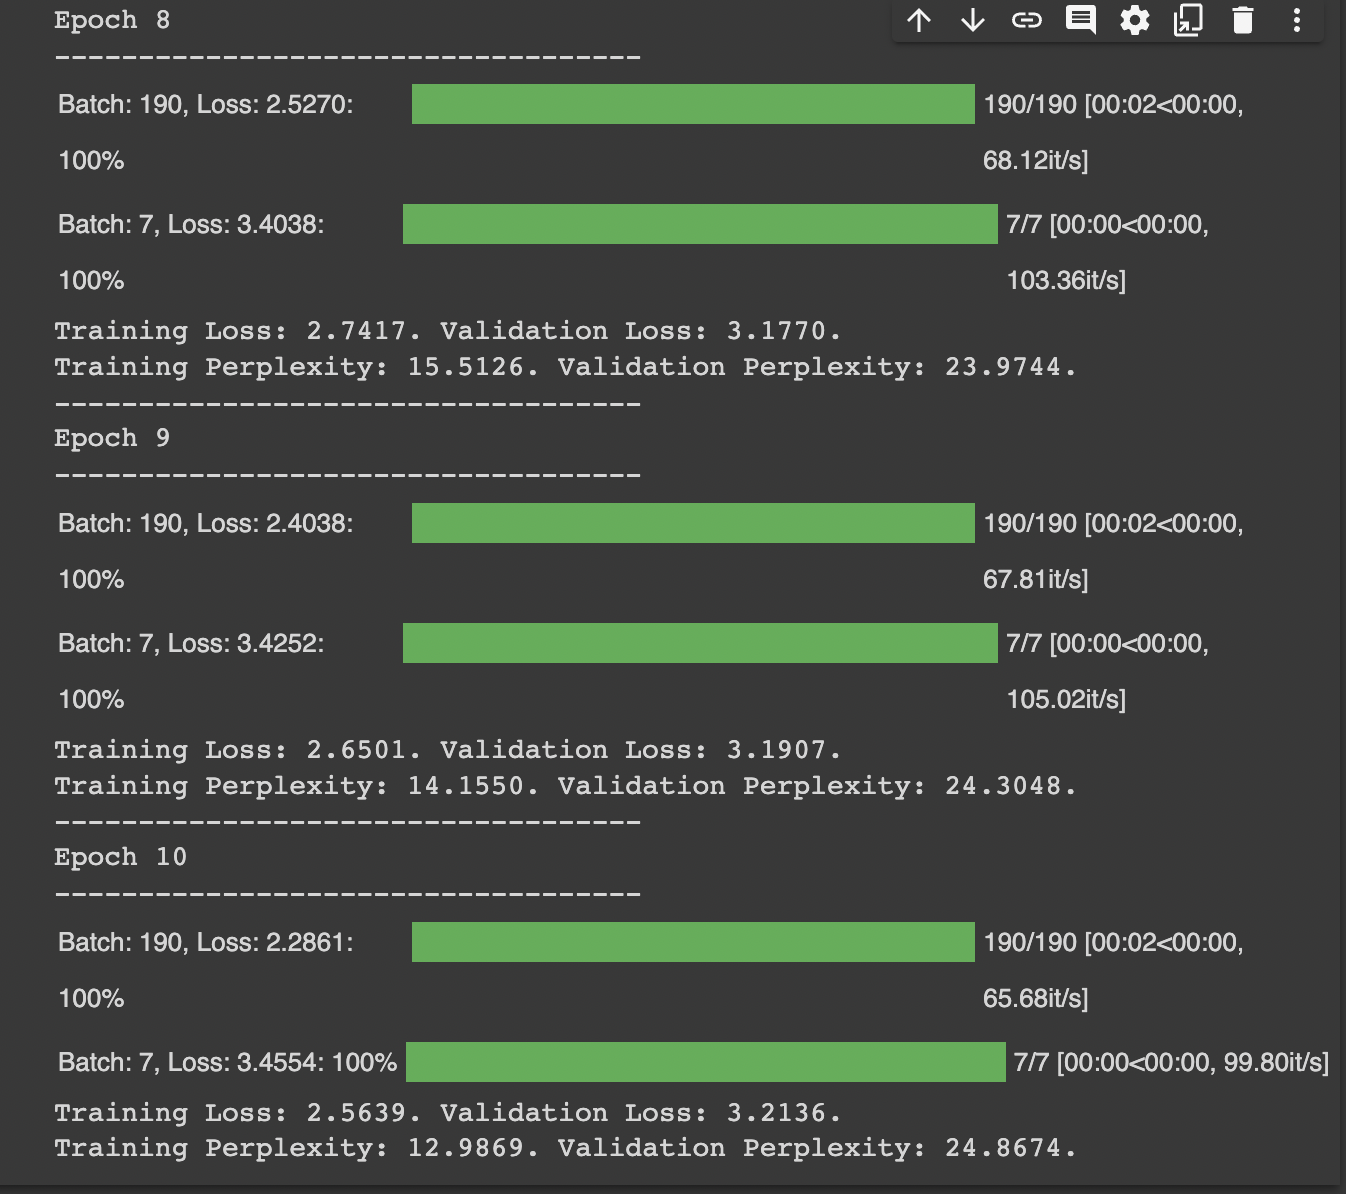 Epoch 8
-----------------------------------
Batch: 190, Loss: 2.5270: 190/190 [00:02<00:00,
100% 68.12it/s]
Batch: 7, Loss: 3.4038: 7/7 [00:00<00:00,
100% 103.36it/s]
Training Loss: 2.7417. Validation Loss: 3.1770.
Training Perplexity: 15.5126. Validation Perplexity: 23.9744.
-----------------------------------
Epoch 9
-----------------------------------
Batch: 190, Loss: 2.4038: 190/190 [00:02<00:00,
100% 67.81it/s]
Batch: 7, Loss: 3.4252: 7/7 [00:00<00:00,
100% 105.02it/s]
Training Loss: 2.6501. Validation Loss: 3.1907.
Training Perplexity: 14.1550. Validation Perplexity: 24.3048.
-----------------------------------
Epoch 10
-----------------------------------
Batch: 190, Loss: 2.2861: 190/190 [00:02<00:00,
100% 65.68it/s]
Batch: 7, Loss: 3.4554: 100% 7/7 [00:00<00:00, 99.80it/s]
Training Loss: 2.5639. Validation Loss: 3.2136.
Training Perplexity: 12.9869. Validation Perplexity: 24.8674.